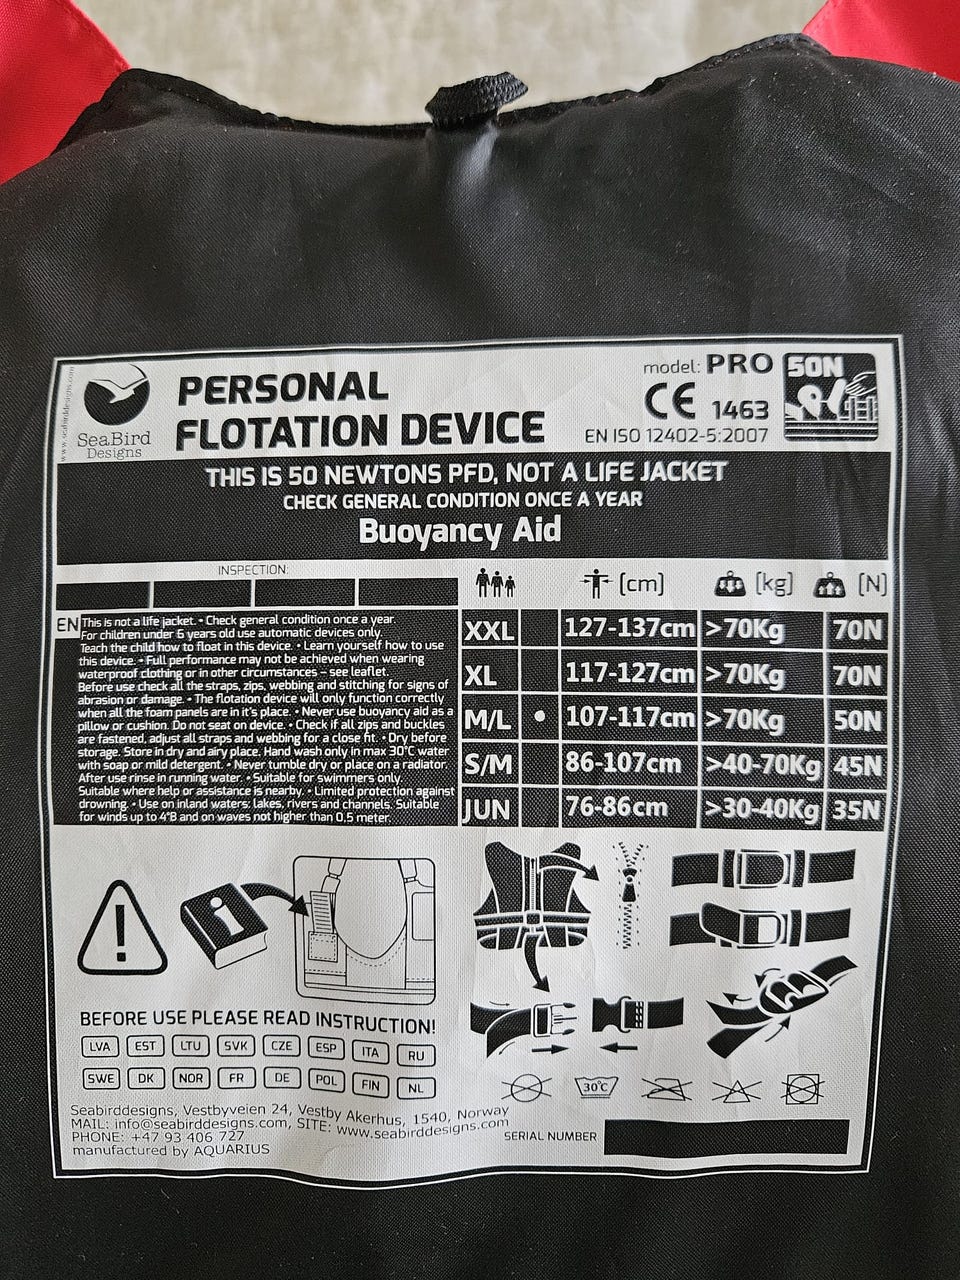 www.seabirddesigns.com
SeaBird
Designs
PERSONAL
FLOTATION DEVICE
model: PRO
CE 1463
EN ISO 12402-5:2007
50N
THIS IS 50 NEWTONS PFD, NOT A LIFE JACKET
CHECK GENERAL CONDITION ONCE A YEAR
Buoyancy Aid
INSPECTION:
EN
This is not a life jacket. • Check general condition once a year.
For children under 6 years old use automatic devices only.
Teach the child how to float in this device. • Learn yourself how to use
this device. • Full performance may not be achieved when wearing
waterproof clothing or in other circumstances – see leaflet.
Before use check all the straps, zips, webbing and stitching for signs of
abrasion or damage. • The flotation device will only function correctly
when all the foam panels are in it's place. • Never use buoyancy aid as a
pillow or cushion. Do not seat on device. • Check if all zips and buckles
are fastened, adjust all straps and webbing for a close fit. • Dry before
storage. Store in dry and airy place. Hand wash only in max 30°C water
with soap or mild detergent. • Never tumble dry or place on a radiator.
After use rinse in running water. • Suitable for swimmers only.
Suitable where help or assistance is nearby. • Limited protection against
drowning. • Use on inland waters: lakes, rivers and channels. Suitable
for winds up to 4°B and on waves not higher than 0.5 meter.
[cm] [kg] [N]
XXL 127-137cm >70Kg 70N
XL 117-127cm >70Kg 70N
M/L • 107-117cm >70Kg 50N
S/M 86-107cm >40-70Kg 45N
JUN 76-86cm >30-40Kg 35N
BEFORE USE PLEASE READ INSTRUCTION!
LVA EST LTU SVK CZE ESP ITA RU
SWE DK NOR FR DE POL FIN NL
30°C
Seabirddesigns, Vestbyveien 24, Vestby Akerhus, 1540, Norway
MAIL: info@seabirddesigns.com, SITE: www.seabirddesigns.com
PHONE: +47 93 406 727
manufactured by AQUARIUS
SERIAL NUMBER